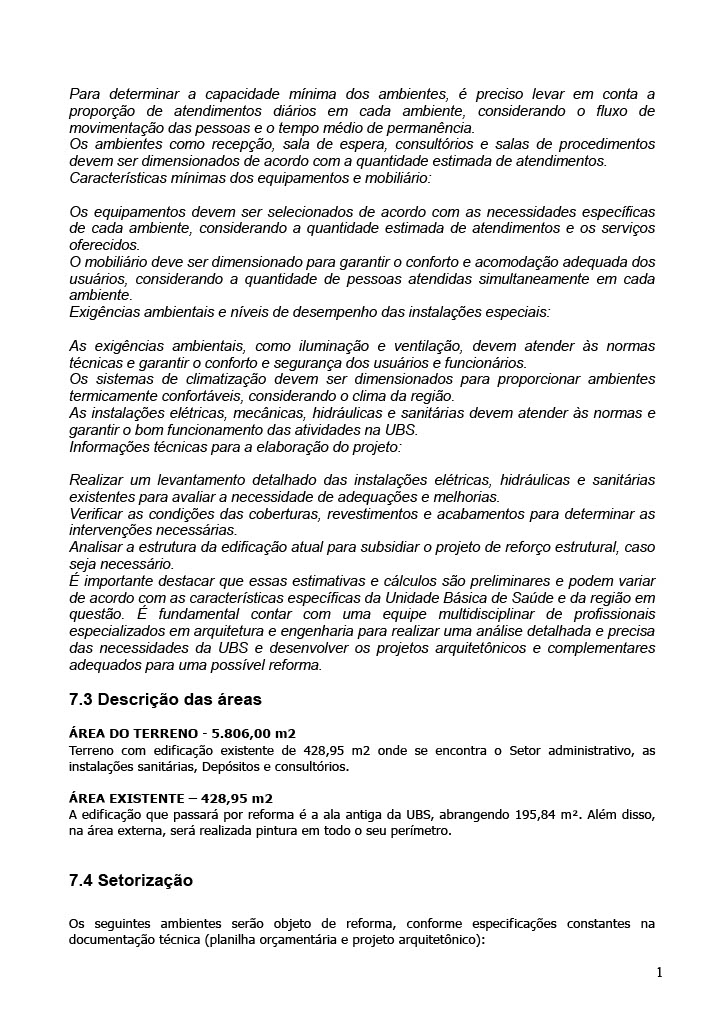 Para determinar a capacidade mínima dos ambientes, é preciso levar em conta a
proporção de atendimentos diários em cada ambiente, considerando o fluxo de
movimentação das pessoas e o tempo médio de permanência.
Os ambientes como recepção, sala de espera, consultórios e salas de procedimentos
devem ser dimensionados de acordo com a quantidade estimada de atendimentos.
Características mínimas dos equipamentos e mobiliário:
Os equipamentos devem ser selecionados de acordo com as necessidades específicas
de cada ambiente, considerando a quantidade estimada de atendimentos e os serviços
oferecidos.
O mobiliário deve ser dimensionado para garantir o conforto e acomodação adequada dos
usuários, considerando a quantidade de pessoas atendidas simultaneamente em cada
ambiente.
Exigências ambientais e níveis de desempenho das instalações especiais:
As exigências ambientais, como iluminação e ventilação, devem atender às normas
técnicas e garantir o conforto e segurança dos usuários e funcionários.
Os sistemas de climatização devem ser dimensionados para proporcionar ambientes
termicamente confortáveis, considerando o clima da região.
As instalações elétricas, mecânicas, hidráulicas e sanitárias devem atender às normas e
garantir o bom funcionamento das atividades na UBS.
Informações técnicas para a elaboração do projeto:
Realizar um levantamento detalhado das instalações elétricas, hidráulicas e sanitárias
existentes para avaliar a necessidade de adequações e melhorias.
Verificar as condições das coberturas, revestimentos e acabamentos para determinar as
intervenções necessárias.
Analisar a estrutura da edificação atual para subsidiar o projeto de reforço estrutural, caso
seja necessário.
É importante destacar que essas estimativas e cálculos são preliminares e podem variar
de acordo com as características específicas da Unidade Básica de Saúde e da região em
questão. É fundamental contar com uma equipe multidisciplinar de profissionais
especializados em arquitetura e engenharia para realizar uma análise detalhada e precisa
das necessidades da UBS e desenvolver os projetos arquitetônicos e complementares
adequados para uma possível reforma.
7.3 Descrição das áreas
ÁREA DO TERRENO - 5.806,00 m2
Terreno com edificação existente de 428,95 m2 onde se encontra o Setor administrativo, as
instalações sanitárias, Depósitos e consultórios.
ÁREA EXISTENTE – 428,95 m2
A edificação que passará por reforma é a ala antiga da UBS, abrangendo 195,84 m². Além disso,
na área externa, será realizada pintura em todo o seu perímetro.
7.4 Setorização
Os seguintes ambientes serão objeto de reforma, conforme especificações constantes na
documentação técnica (planilha orçamentária e projeto arquitetônico):
1